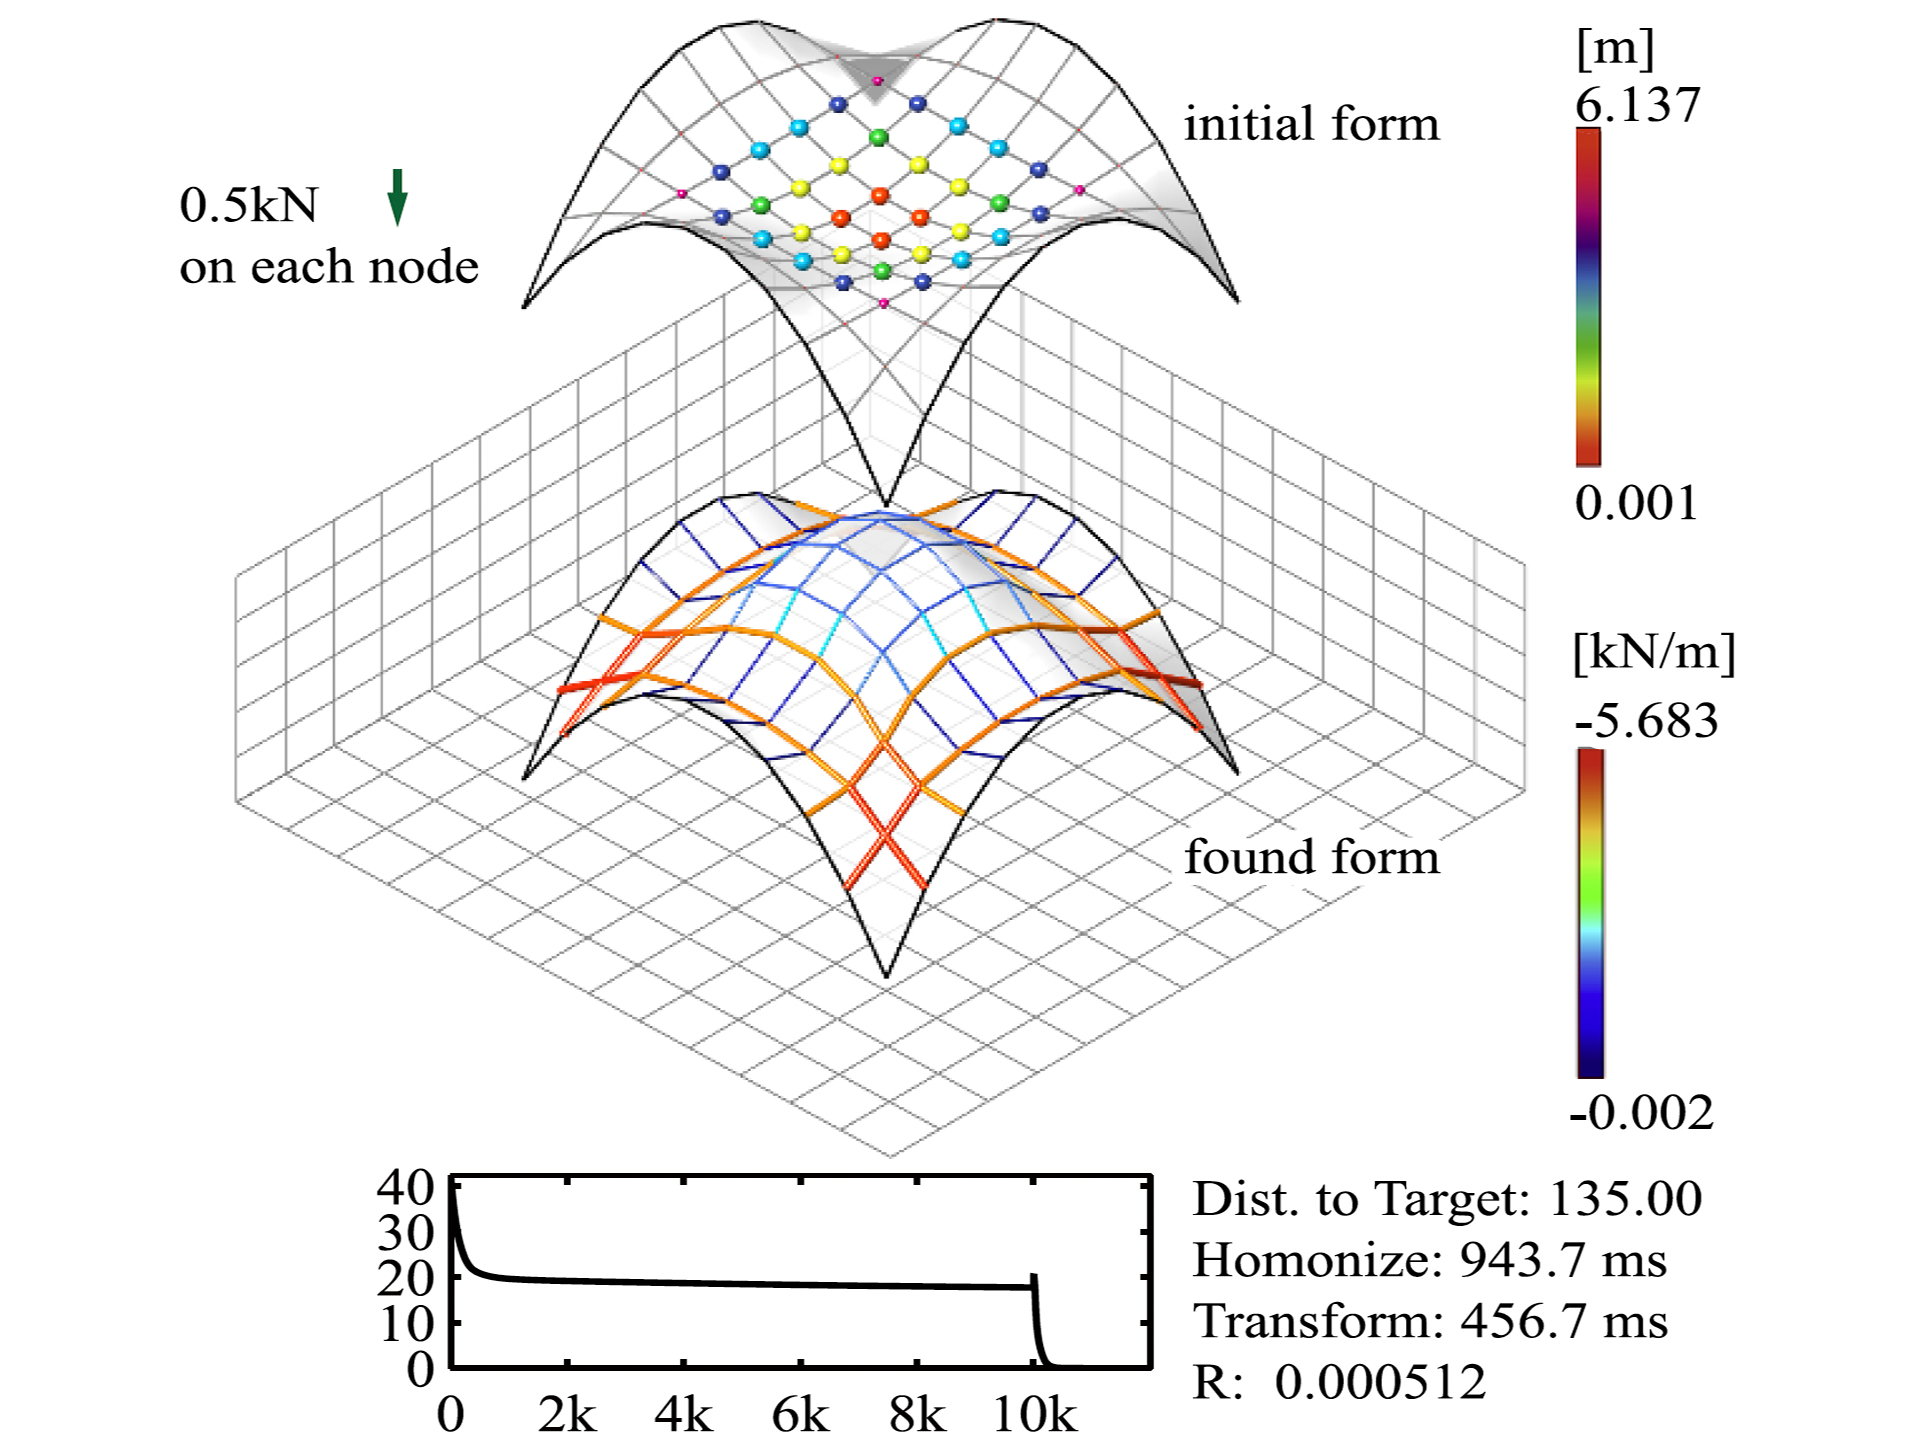 [m]
6.137
initial form
0.5kN
on each node
0.001
[kN/m]
-5.683
found form
-0.002
40
30
20
10
0
0 2k 4k 6k 8k 10k
Dist. to Target: 135.00
Homonize: 943.7 ms
Transform: 456.7 ms
R: 0.000512